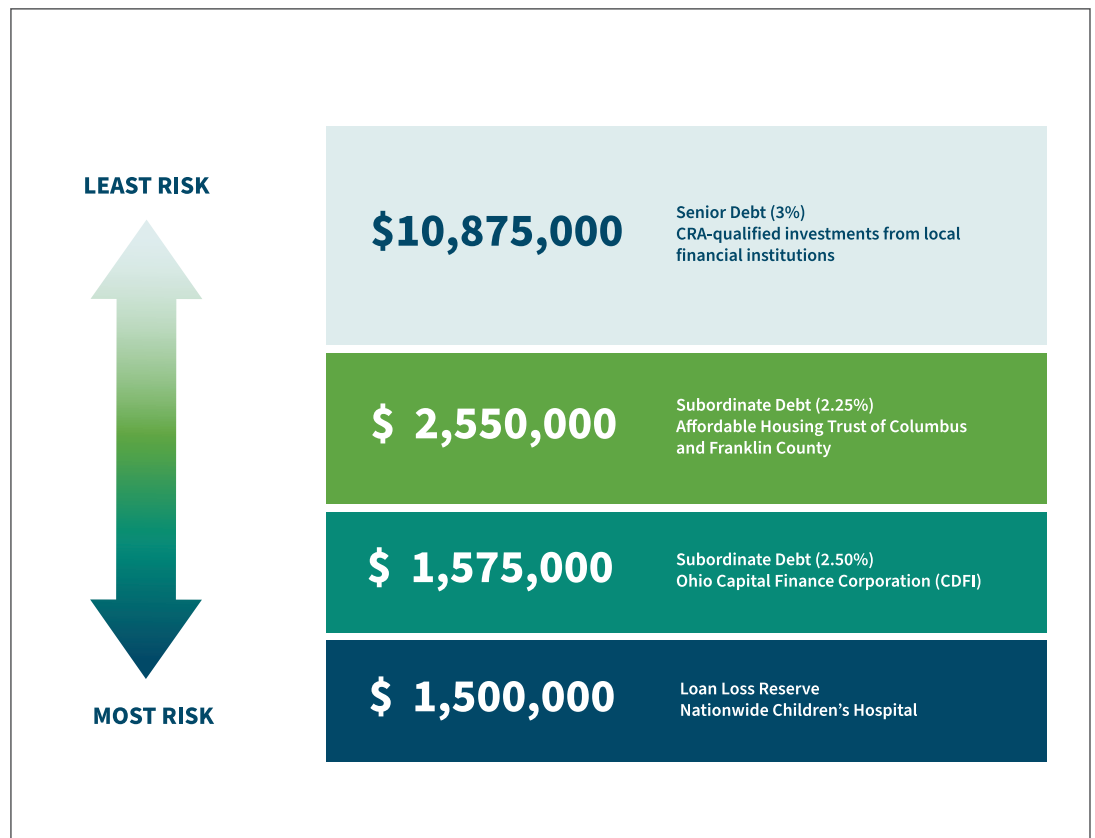 LEAST RISK
$10,875,000
Senior Debt (3%)
CRA-qualified investments from local
financial institutions
$ 2,550,000
Subordinate Debt (2.25%)
Affordable Housing Trust of Columbus
and Franklin County
$ 1,575,000
Subordinate Debt (2.50%)
Ohio Capital Finance Corporation (CDFI)
$ 1,500,000
Loan Loss Reserve
Nationwide Children’s Hospital
MOST RISK